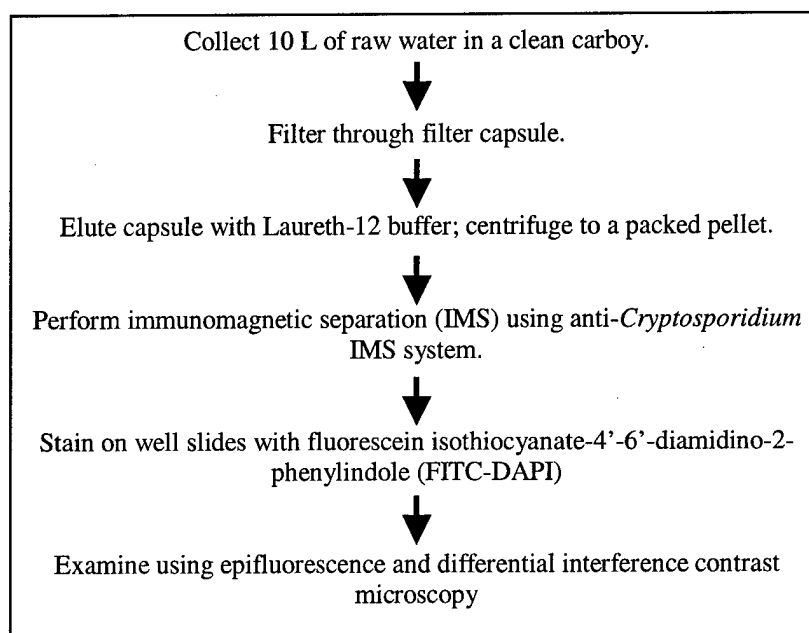 Collect 10 L of raw water in a clean carboy.
Filter through filter capsule.
Elute capsule with Laureth-12 buffer; centrifuge to a packed pellet.
Perform immunomagnetic separation (IMS) using anti-Cryptosporidium
IMS system.
Stain on well slides with fluorescein isothiocyanate-4’-6’-diamidino-2-
phenylindole (FITC-DAPI)
Examine using epifluorescence and differential interference contrast
microscopy